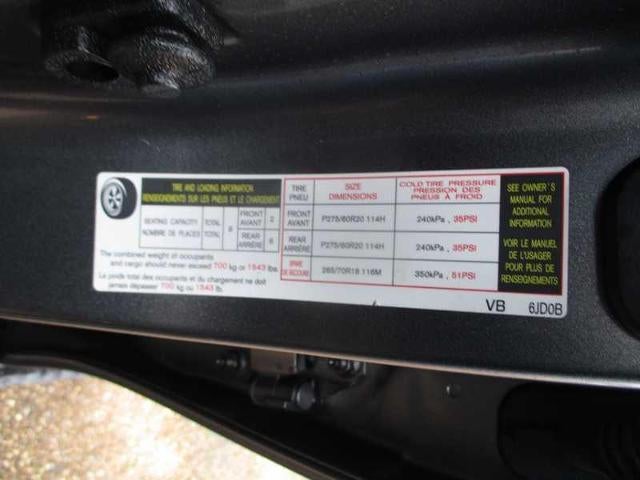 TIRE AND LOADING INFORMATION
RENSEIGNEMENTS SUR LES PNEUS ET LE CHARGEMENT
SEATING CAPACITY
NOMBRE DE PLACES
TOTAL
TOTAL
8
FRONT
AVANT
2
REAR
ARRIÈRE
6
The combined weight of occupants
and cargo should never exceed 700 kg or 1543 lbs.
Le poids total des occupants et du chargement ne doit
jamais dépasser 700 kg ou 1543 lb.
TIRE
PNEU
SIZE
DIMENSIONS
COLD TIRE PRESSURE
PRESSION DES
PNEUS À FROID
FRONT
AVANT
P275/60R20 114H
240kPa , 35PSI
REAR
ARRIÈRE
P275/60R20 114H
240kPa , 35PSI
SPARE
DE SECOURS
265/70R18 116M
350kPa , 51PSI
SEE OWNER'S
MANUAL FOR
ADDITIONAL
INFORMATION
VOIR LE MANUEL
DE L'USAGER
POUR PLUS DE
RENSEIGNEMENTS
VB 6JD0B